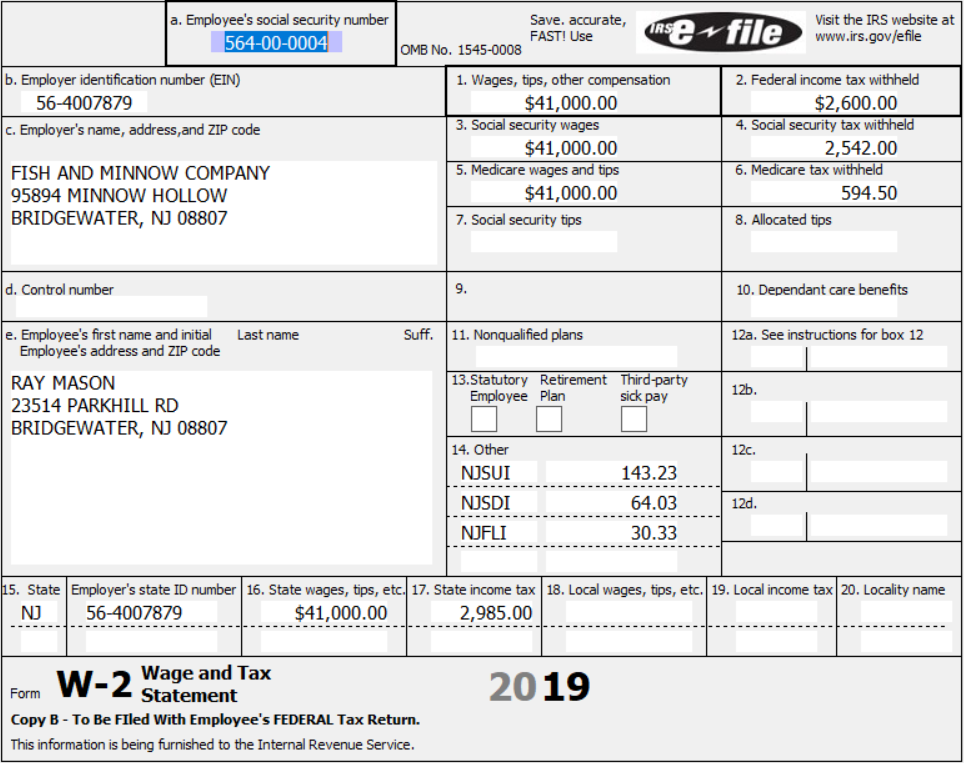 a. Employee's social security number
564-00-0004
OMB No. 1545-0008
Save. accurate,
FAST! Use
IRS e-file
Visit the IRS website at
www.irs.gov/efile
b. Employer identification number (EIN)
56-4007879
1. Wages, tips, other compensation
$41,000.00
2. Federal income tax withheld
$2,600.00
c. Employer's name, address,and ZIP code
FISH AND MINNOW COMPANY
95894 MINNOW HOLLOW
BRIDGEWATER, NJ 08807
3. Social security wages
$41,000.00
4. Social security tax withheld
2,542.00
5. Medicare wages and tips
$41,000.00
6. Medicare tax withheld
594.50
7. Social security tips
8. Allocated tips
d. Control number
9.
10. Dependant care benefits
e. Employee's first name and initial Last name Suff.
Employee's address and ZIP code
RAY MASON
23514 PARKHILL RD
BRIDGEWATER, NJ 08807
11. Nonqualified plans
12a. See instructions for box 12
13.Statutory Retirement Third-party
Employee Plan sick pay
12b.
14. Other
NJSUI 143.23
NJSDI 64.03
NJFLI 30.33
12c.
12d.
15. State Employer's state ID number 16. State wages, tips, etc. 17. State income tax 18. Local wages, tips, etc. 19. Local income tax 20. Locality name
NJ 56-4007879 $41,000.00 2,985.00
Form W-2 Wage and Tax
Statement
2019
Copy B - To Be FIled With Employee's FEDERAL Tax Return.
This information is being furnished to the Internal Revenue Service.